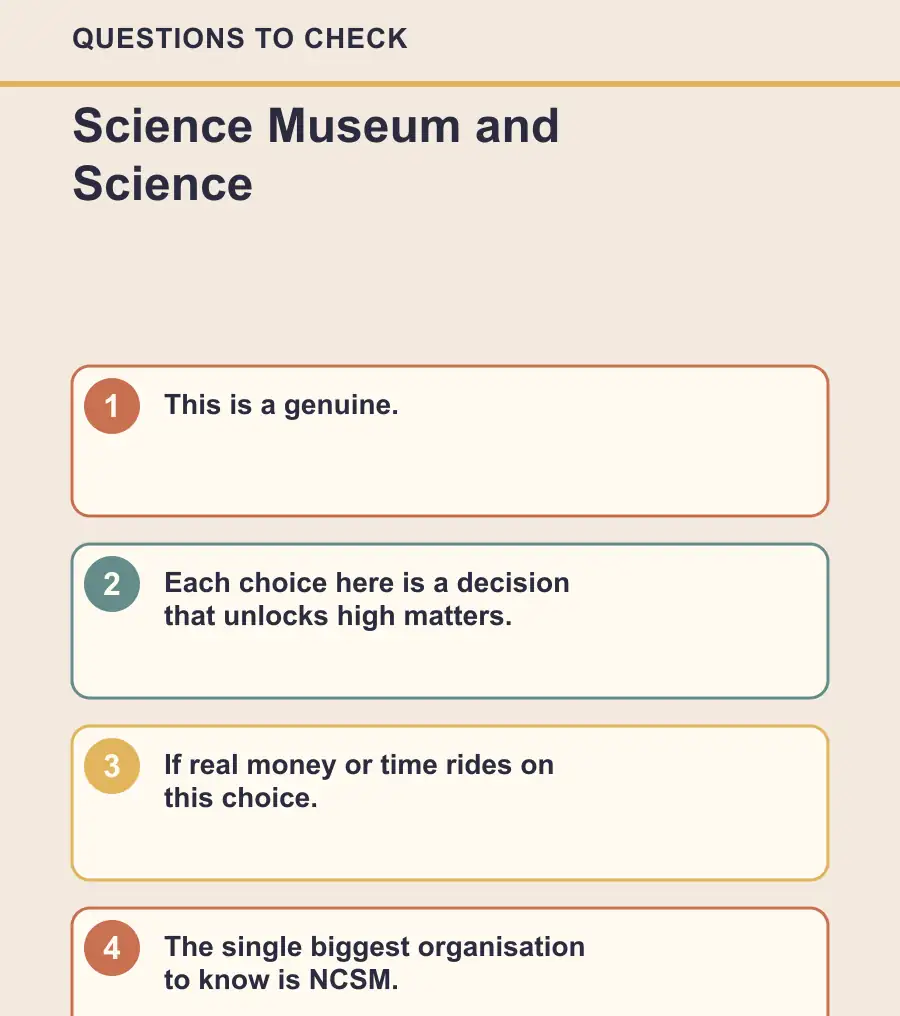 QUESTIONS TO CHECK
Science Museum and
Science
1
This is a genuine.
2
Each choice here is a decision
that unlocks high matters.
3
If real money or time rides on
this choice.
4
The single biggest organisation
to know is NCSM.